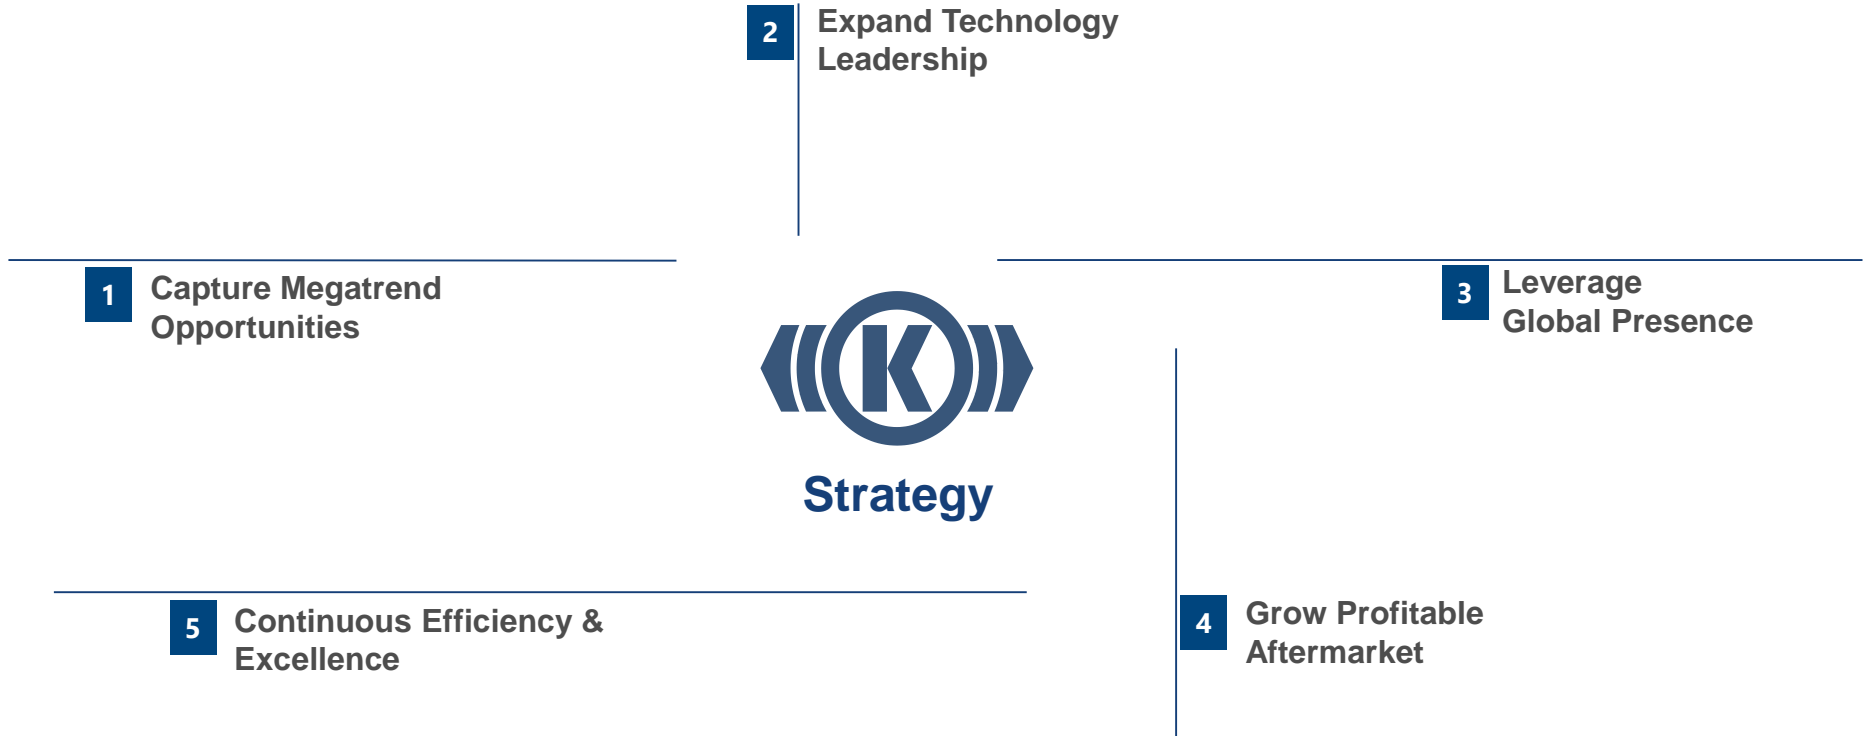 2
Expand Technology
Leadership
1
Capture Megatrend
Opportunities
3
Leverage
Global Presence
K
Strategy
5
Continuous Efficiency &
Excellence
4
Grow Profitable
Aftermarket